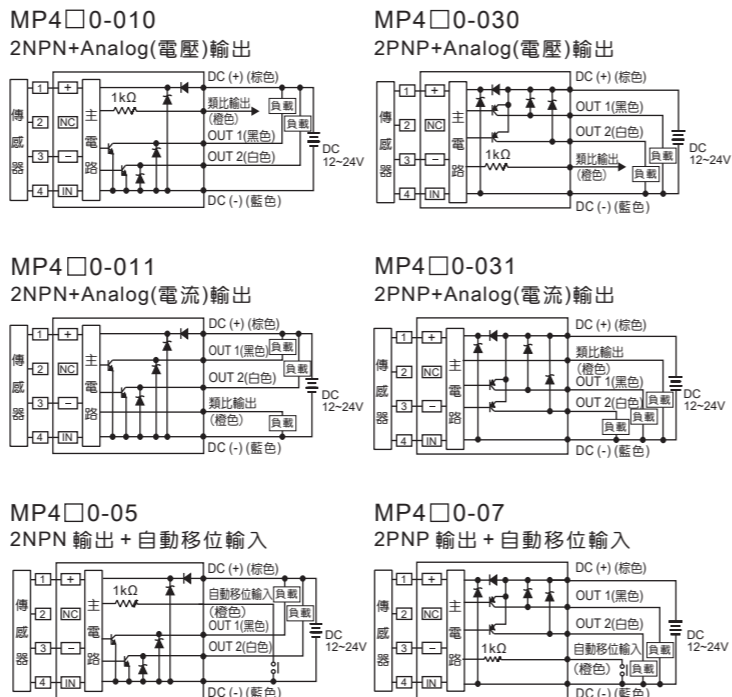 MP4□0-010
2NPN+Analog(電壓)輸出
傳感器
1
2
3
4
+
NC
−
IN
主電路
1kΩ
DC (+) (棕色)
類比輸出
(橙色)
OUT 1(黑色)
OUT 2(白色)
負載
負載
DC
12~24V
DC (-) (藍色)
MP4□0-030
2PNP+Analog(電壓)輸出
傳感器
1
2
3
4
+
NC
−
IN
主電路
1kΩ
DC (+) (棕色)
OUT 1(黑色)
OUT 2(白色)
類比輸出
(橙色)
負載
負載
DC
12~24V
DC (-) (藍色)
MP4□0-011
2NPN+Analog(電流)輸出
傳感器
1
2
3
4
+
NC
−
IN
主電路
DC (+) (棕色)
OUT 1(黑色)
OUT 2(白色)
類比輸出
(橙色)
負載
負載
負載
DC
12~24V
DC (-) (藍色)
MP4□0-031
2PNP+Analog(電流)輸出
傳感器
1
2
3
4
+
NC
−
IN
主電路
DC (+) (棕色)
類比輸出
(橙色)
OUT 1(黑色)
OUT 2(白色)
負載
負載
負載
DC
12~24V
DC (-) (藍色)
MP4□0-05
2NPN 輸出 + 自動移位輸入
傳感器
1
2
3
4
+
NC
−
IN
主電路
1kΩ
DC (+) (棕色)
自動移位輸入
(橙色)
OUT 1(黑色)
OUT 2(白色)
負載
負載
DC
12~24V
DC (-) (藍色)
MP4□0-07
2PNP 輸出 + 自動移位輸入
傳感器
1
2
3
4
+
NC
−
IN
主電路
1kΩ
DC (+) (棕色)
OUT 1(黑色)
OUT 2(白色)
自動移位輸入
(橙色)
負載
負載
DC
12~24V
DC (-) (藍色)